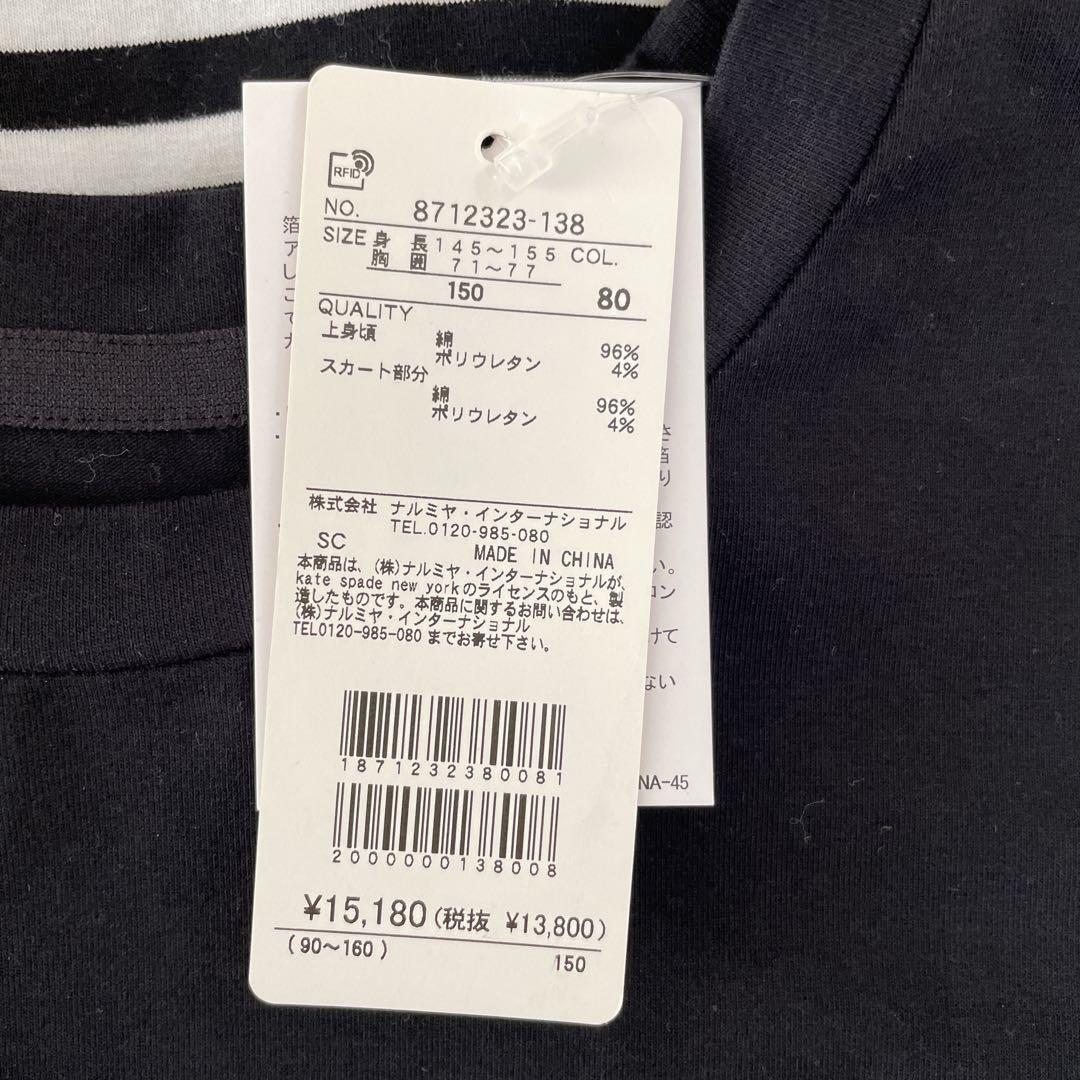 RFID
NO. 8712323-138
SIZE 身 長 145～155 COL.
胸 囲 71～77
150 80
QUALITY
上身頃
綿 96%
ポリウレタン 4%
スカート部分
綿 96%
ポリウレタン 4%
株式会社 ナルミヤ・インターナショナル
TEL.0120-985-080
SC MADE IN CHINA
本商品は、(株)ナルミヤ・インターナショナルが、
kate spade new yorkのライセンスのもと、製
造したものです。本商品に関するお問い合わせは、
(株)ナルミヤ・インターナショナル
TEL0120-985-080 までお寄せ下さい。
1871232380081
2000000138008
¥15,180(税抜 ¥13,800)
(90～160) 150
NA-45